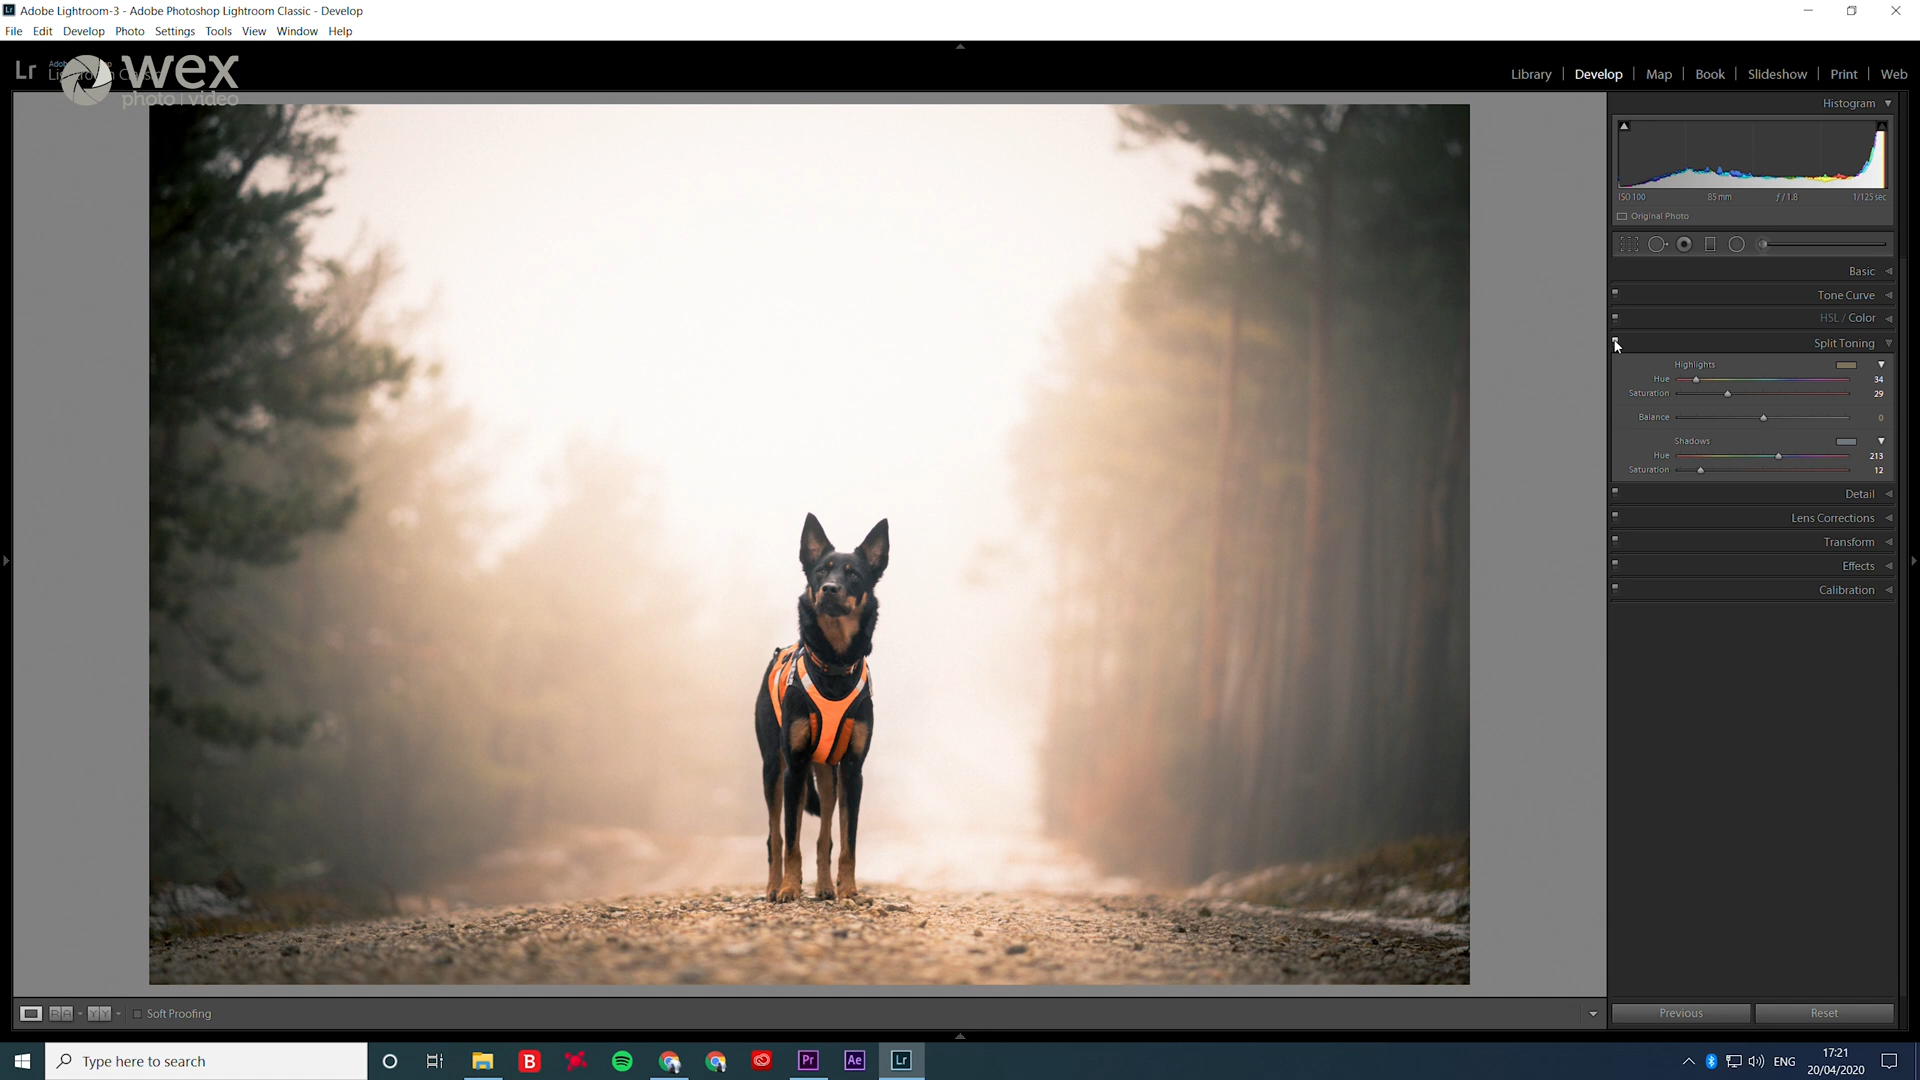 Adobe Lightroom-3 - Adobe Photoshop Lightroom Classic - Develop
File Edit Develop Photo Settings Tools View Window Help
Lr
wex
photo | video
Library Develop Map Book Slideshow Print Web
Histogram
ISO 100 85 mm ƒ / 1.8 1/125 sec
Original Photo
Basic
Tone Curve
HSL / Color
Split Toning
Highlights
Hue 34
Saturation 29
Balance 0
Shadows
Hue 213
Saturation 12
Detail
Lens Corrections
Transform
Effects
Calibration
R A Y Y Soft Proofing
Previous Reset
Type here to search
B Pr Ae Lr
ENG
17:21
20/04/2020